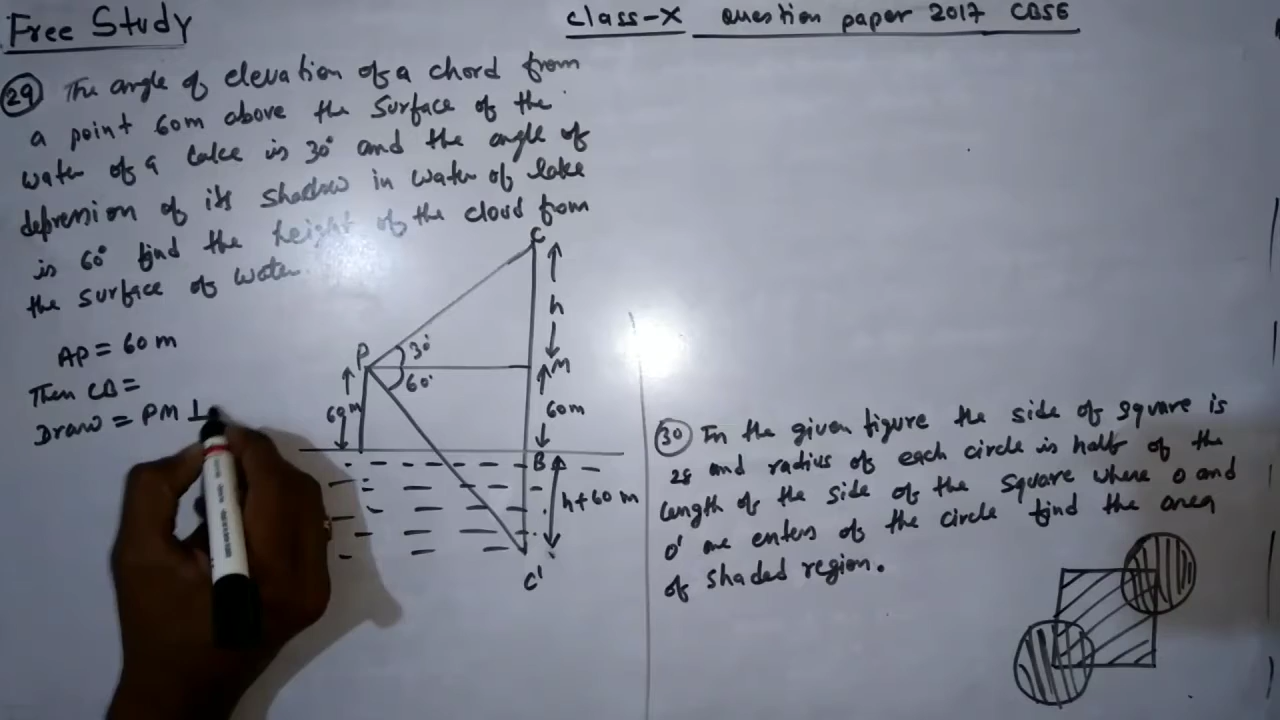 Free Study
Class-X Question paper 2017 CBSE
29 The angle of elevation of a chord from
a point 60m above the surface of the
water of a lake is 30° and the angle of
depression of its shadow in water of lake
is 60° find the height of the cloud from
the surface of water.
AP = 60 m
Then CB =
Draw = PM ⊥
C
h
P
30°
M
60°
60m
60m
B
h+60 m
C'
30 In the given figure the side of square is
28 and radius of each circle is half of the
length of the side of the square where O and
O' are enters of the circle find the area
of shaded region.